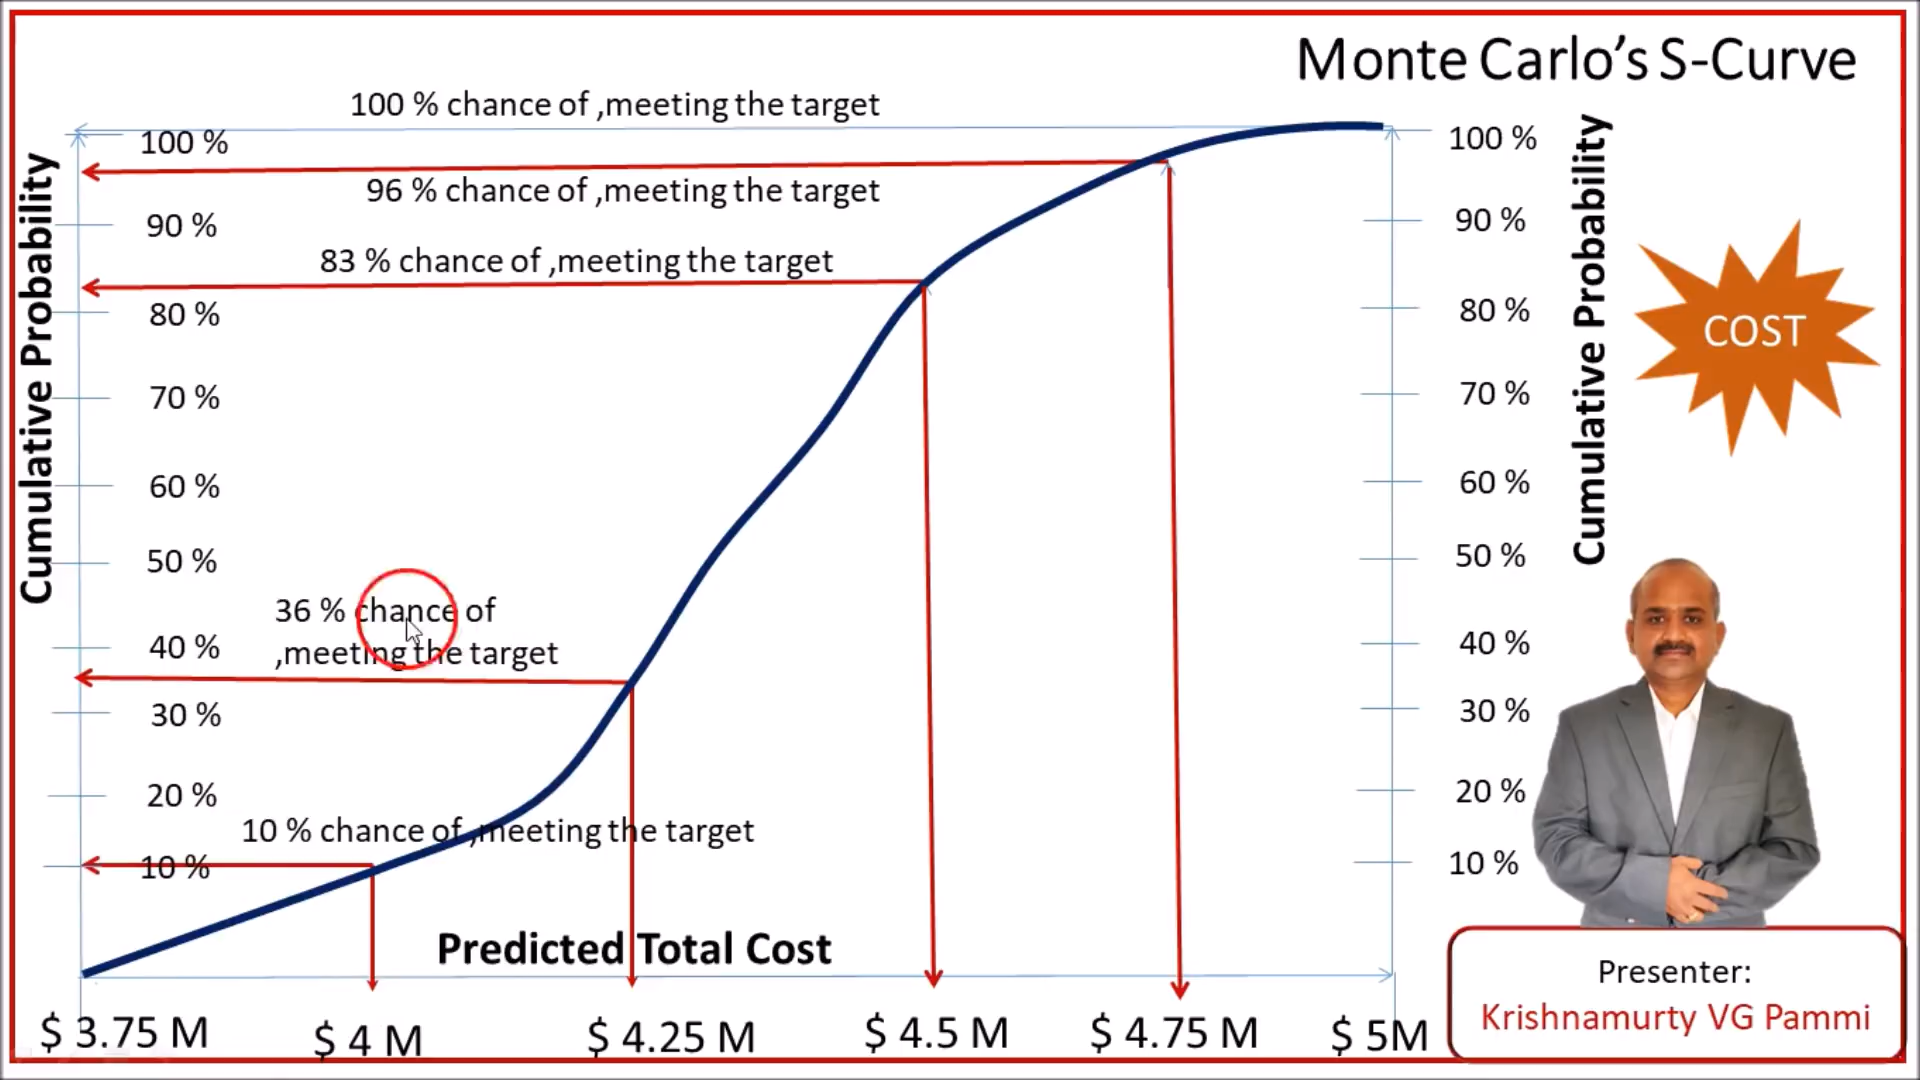 Monte Carlo's S-Curve
100 % chance of ,meeting the target
100 %
96 % chance of ,meeting the target
90 %
83 % chance of ,meeting the target
80 %
70 %
60 %
50 %
36 % chance of
,meeting the target
40 %
30 %
20 %
10 % chance of ,meeting the target
10 %
Cumulative Probability
Predicted Total Cost
$ 3.75 M
$ 4 M
$ 4.25 M
$ 4.5 M
$ 4.75 M
$ 5M
100 %
90 %
80 %
70 %
60 %
50 %
40 %
30 %
20 %
10 %
Cumulative Probability
COST
Presenter:
Krishnamurty VG Pammi